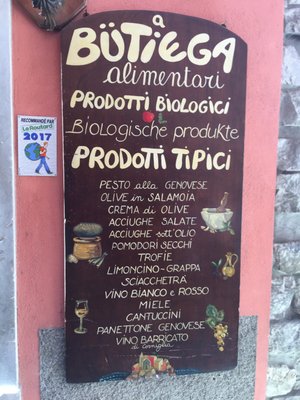 a
BÜTIEGA
alimentari
PRODOTTI BIOLOGICI
Biologische produkte
PRODOTTI TIPICI
PESTO alla GENOVESE
OLIVE in SALAMOIA
CREMA di OLIVE
ACCIUGHE SALATE
ACCIUGHE sott'OLIO
POMODORI SECCHI
TROFIE
LIMONCINO-GRAPPA
SCIACCHETRÀ
VINO BIANCO e ROSSO
MIELE
CANTUCCINI
PANETTONE GENOVESE
VINO BARRICATO
RECOMMANDÉ PAR
Le Routard
2017